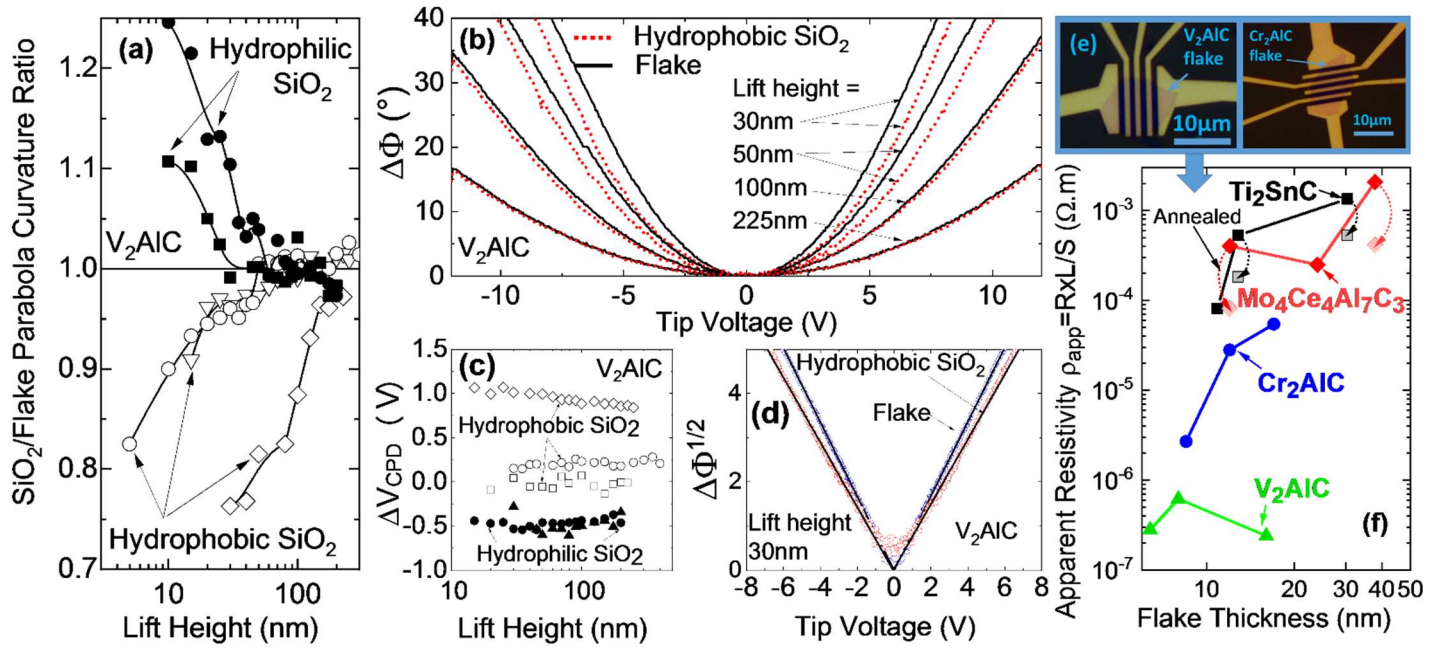 (a)
SiO2/Flake Parabola Curvature Ratio
1.2
1.1
1.0
0.9
0.8
0.7
Hydrophilic
SiO2
V2AlC
Hydrophobic SiO2
10
100
Lift Height (nm)
(b)
ΔΦ (°)
40
30
20
10
0
Hydrophobic SiO2
Flake
Lift height =
30nm
50nm
100nm
225nm
V2AlC
-10
-5
0
5
10
Tip Voltage (V)
(c)
V2AlC
ΔVCPD (V)
1.5
1.0
0.5
0.0
-0.5
-1.0
Hydrophobic SiO2
Hydrophilic SiO2
10
100
Lift Height (nm)
(d)
ΔΦ1/2
4
2
0
Hydrophobic SiO2
Flake
Lift height
30nm
V2AlC
-8
-6
-4
-2
0
2
4
6
8
Tip Voltage (V)
(e)
V2AlC
flake
10μm
Cr2AlC
flake
10μm
Apparent Resistivity ρapp=RxL/S (Ω.m)
10-3
10-4
10-5
10-6
10-7
Ti2SnC
Annealed
Mo4Ce4Al7C3
Cr2AlC
V2AlC
(f)
10
20
30
40
50
Flake Thickness (nm)